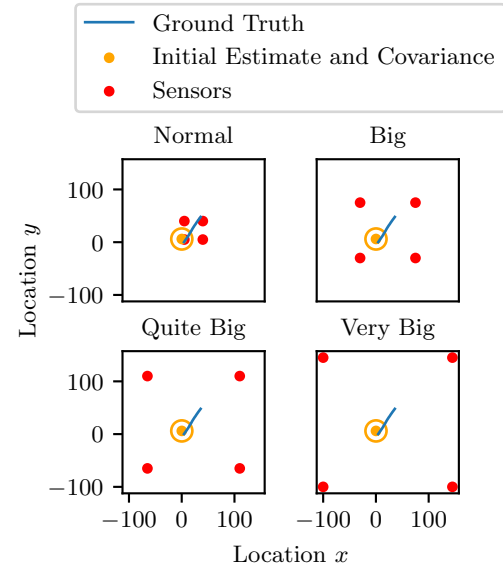 Ground Truth
Initial Estimate and Covariance
Sensors
Normal
Big
100
0
−100
Location y
Quite Big
Very Big
100
0
−100
−100 0 100
−100 0 100
Location x